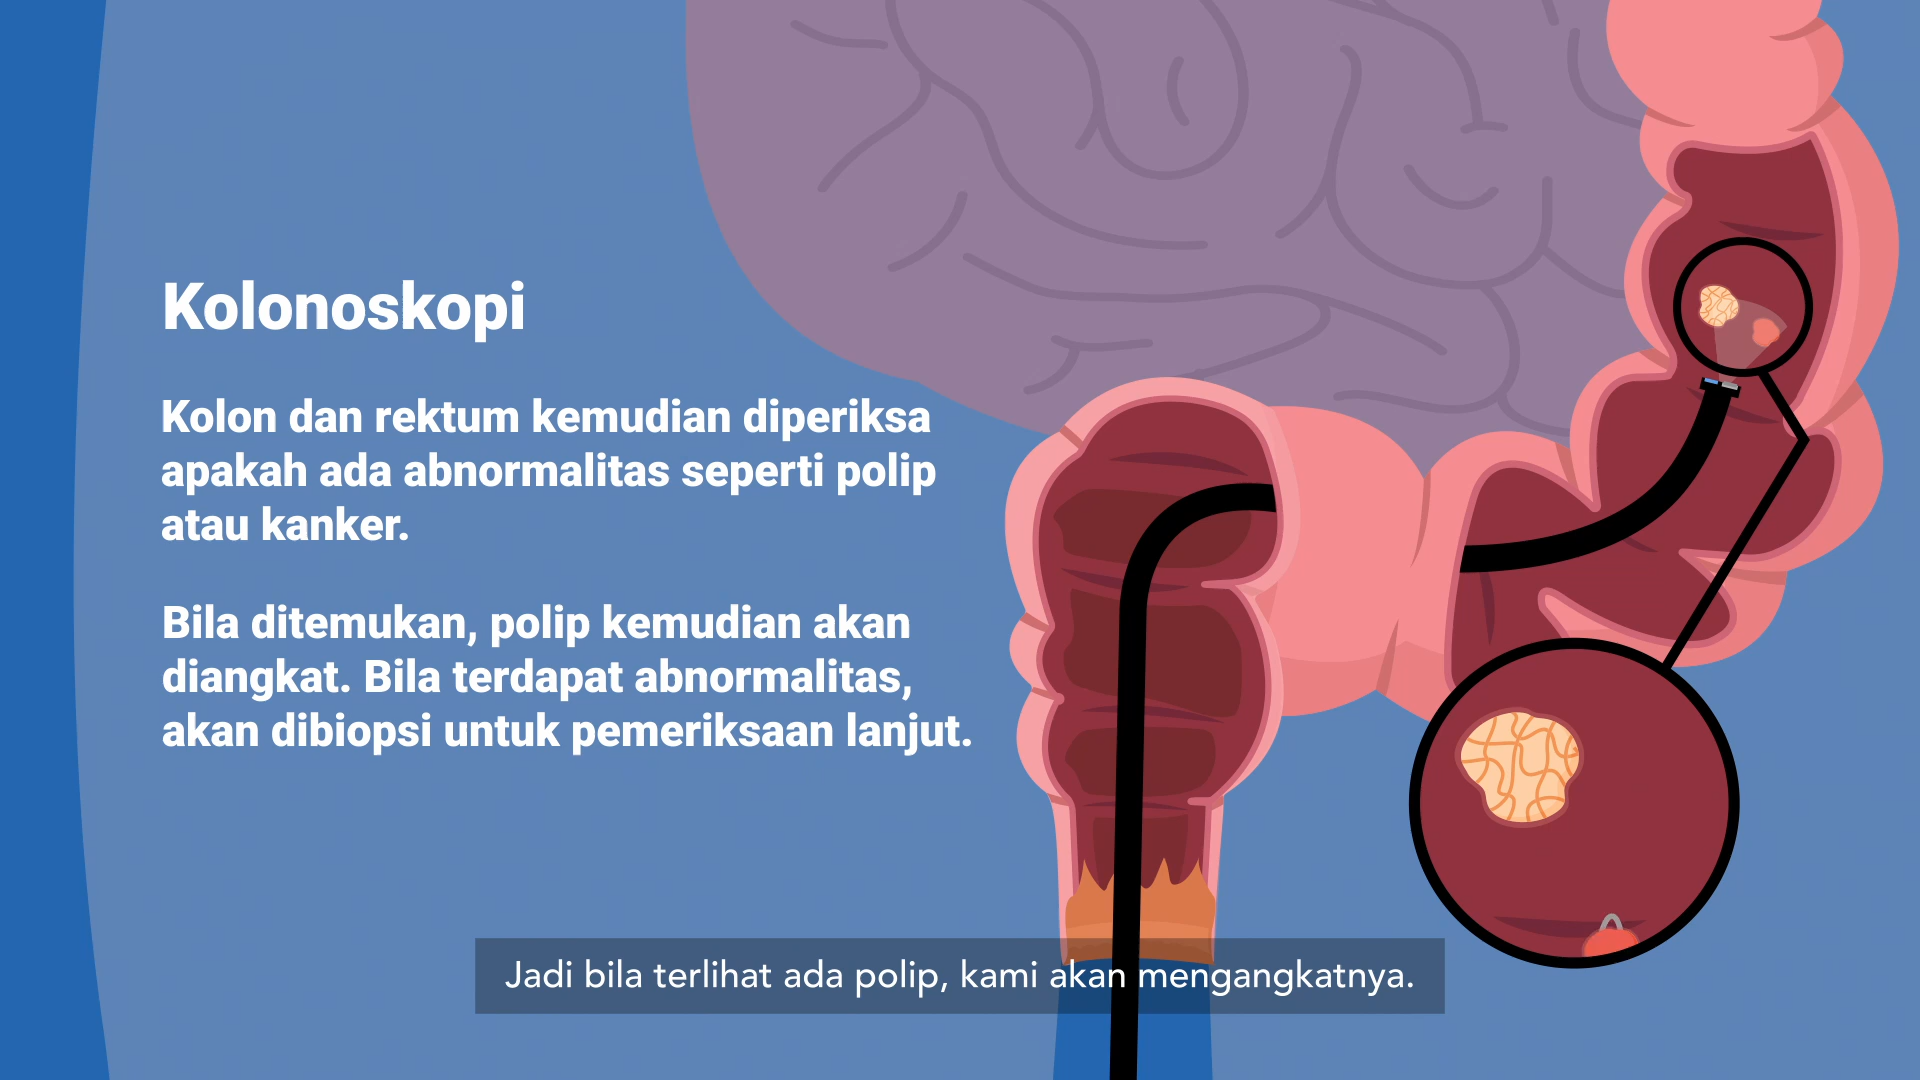 Kolonoskopi
Kolon dan rektum kemudian diperiksa
apakah ada abnormalitas seperti polip
atau kanker.
Bila ditemukan, polip kemudian akan
diangkat. Bila terdapat abnormalitas,
akan dibiopsi untuk pemeriksaan lanjut.
Jadi bila terlihat ada polip, kami akan mengangkatnya.